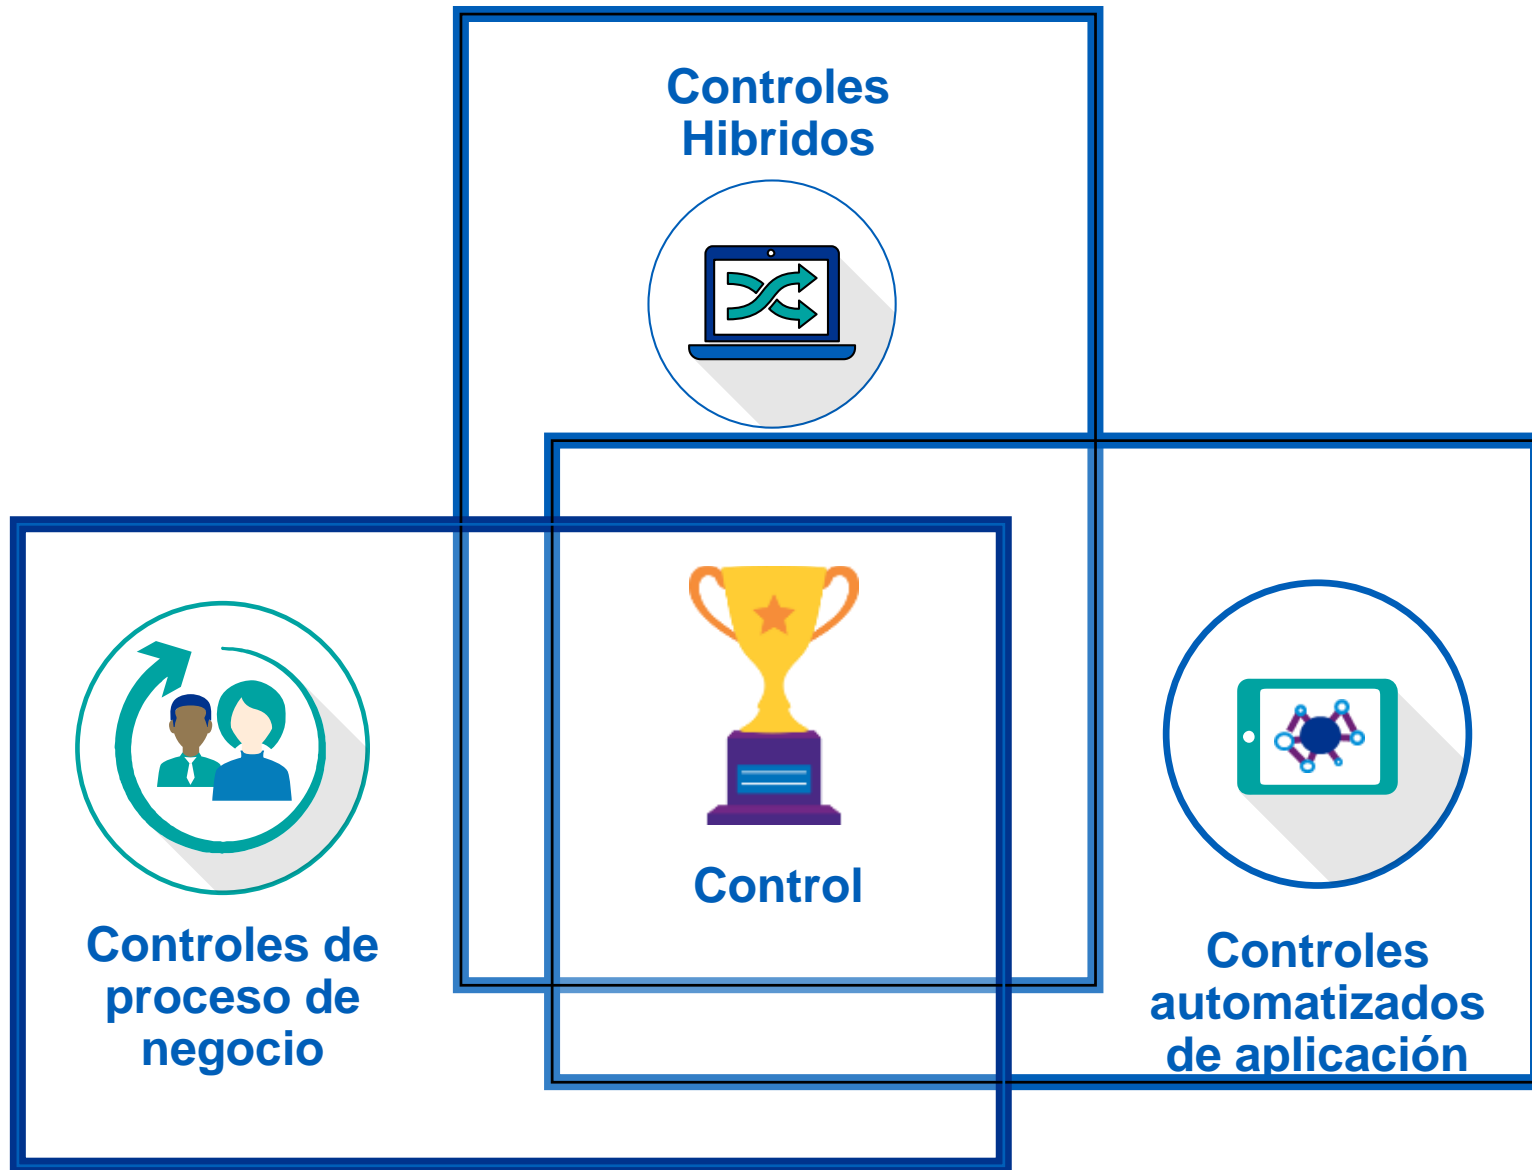 Controles
Hibridos
Control
Controles de
proceso de
negocio
Controles
automatizados
de aplicación